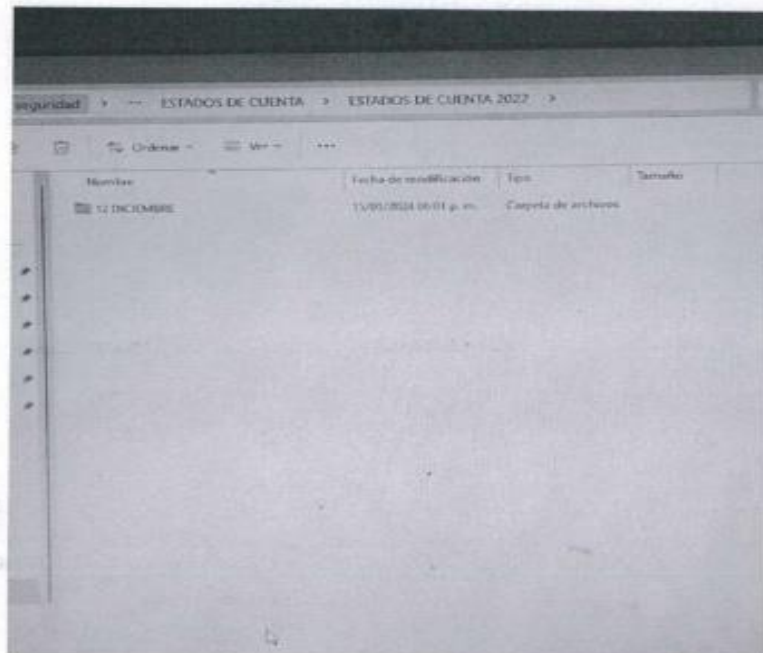 seguridad > ··· ESTADOS DE CUENTA > ESTADOS DE CUENTA 2022 >
Ordenar Ver ···
Nombre Fecha de modificación Tipo Tamaño
12 DICIEMBRE p. m. Carpeta de archivos